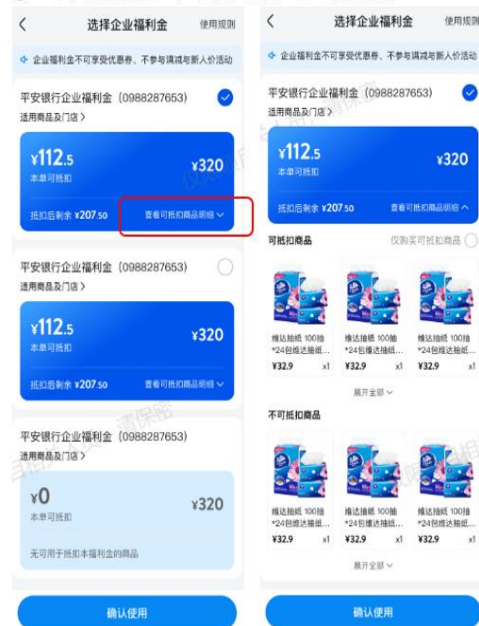 选择企业福利金
使用规则
企业福利金不可享受优惠券、不参与满减与新人价活动
平安银行企业福利金（0988287653）
适用商品及门店>
¥112.5
¥320
本单可抵扣
抵扣后剩余 ¥207.50
查看可抵扣商品明细
平安银行企业福利金（0988287653）
适用商品及门店>
¥112.5
¥320
本单可抵扣
抵扣后剩余 ¥207.50
查看可抵扣商品明细
平安银行企业福利金（0988287653）
适用商品及门店>
¥0
¥320
本单可抵扣
无可用于抵扣本福利金的商品
确认使用
选择企业福利金
使用规则
企业福利金不可享受优惠券、不参与满减与新人价活动
平安银行企业福利金（0988287653）
适用商品及门店>
¥112.5
¥320
本单可抵扣
抵扣后剩余 ¥207.50
查看可抵扣商品明细
可抵扣商品
仅购买可抵扣商品
维达抽纸 100抽 维达抽纸 100抽 维达抽纸 100抽
*24包维达抽纸... *24包维达抽纸... *24包维达抽纸...
¥32.9 x1 ¥32.9 x1 ¥32.9 x1
展开全部
不可抵扣商品
维达抽纸 100抽 维达抽纸 100抽 维达抽纸 100抽
*24包维达抽纸... *24包维达抽纸... *24包维达抽纸...
¥32.9 x1 ¥32.9 x1 ¥32.9 x1
展开全部
确认使用